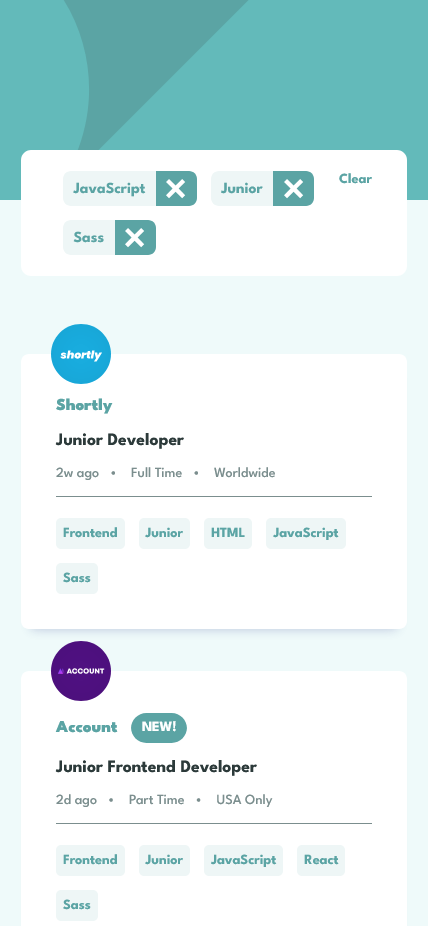 JavaScript Junior Clear
Sass
shortly
Shortly
Junior Developer
2w ago • Full Time • Worldwide
Frontend Junior HTML JavaScript
Sass
ACCOUNT
Account NEW!
Junior Frontend Developer
2d ago • Part Time • USA Only
Frontend Junior JavaScript React
Sass